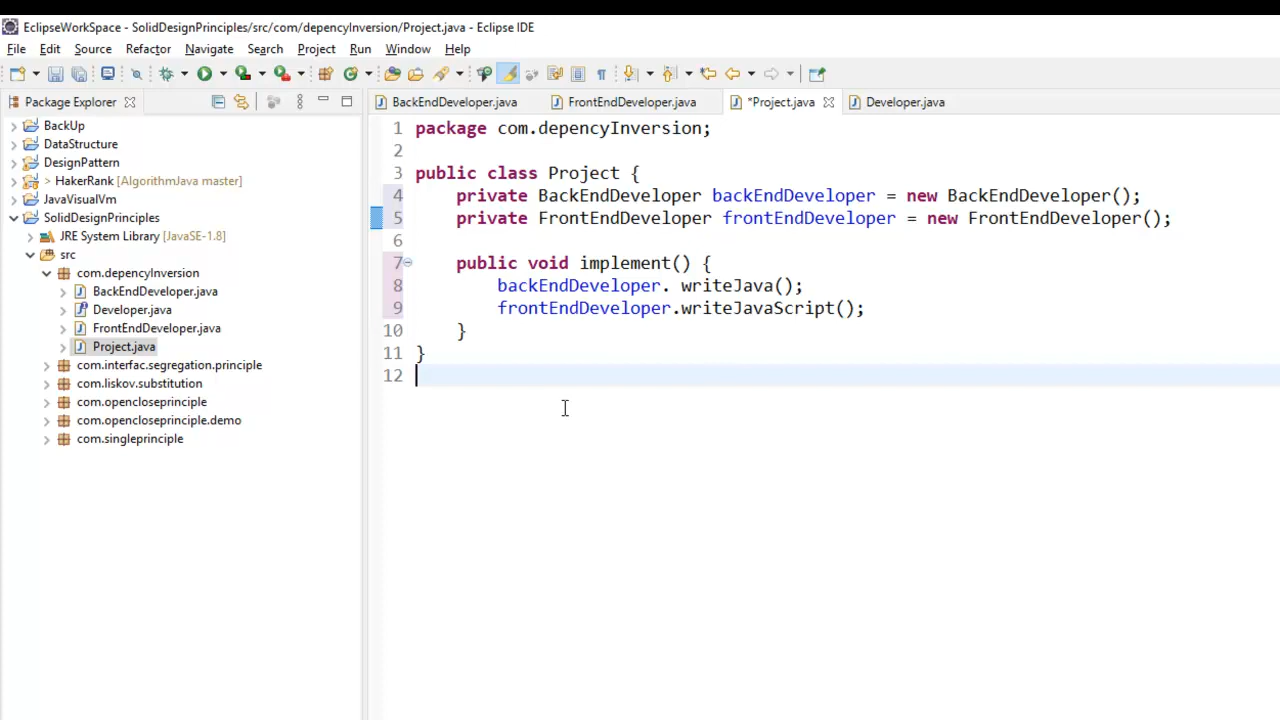 EclipseWorkSpace - SolidDesignPrinciples/src/com/depencyInversion/Project.java - Eclipse IDE
File Edit Source Refactor Navigate Search Project Run Window Help
Package Explorer
BackEndDeveloper.java FrontEndDeveloper.java *Project.java Developer.java
BackUp
DataStructure
DesignPattern
> HakerRank [AlgorithmJava master]
JavaVisualVm
SolidDesignPrinciples
JRE System Library [JavaSE-1.8]
src
com.depencyInversion
BackEndDeveloper.java
Developer.java
FrontEndDeveloper.java
Project.java
com.interfac.segregation.principle
com.liskov.substitution
com.opencloseprinciple
com.opencloseprinciple.demo
com.singleprinciple
1 package com.depencyInversion;
2
3 public class Project {
4 private BackEndDeveloper backEndDeveloper = new BackEndDeveloper();
5 private FrontEndDeveloper frontEndDeveloper = new FrontEndDeveloper();
6
7 public void implement() {
8 backEndDeveloper. writeJava();
9 frontEndDeveloper.writeJavaScript();
10 }
11 }
12